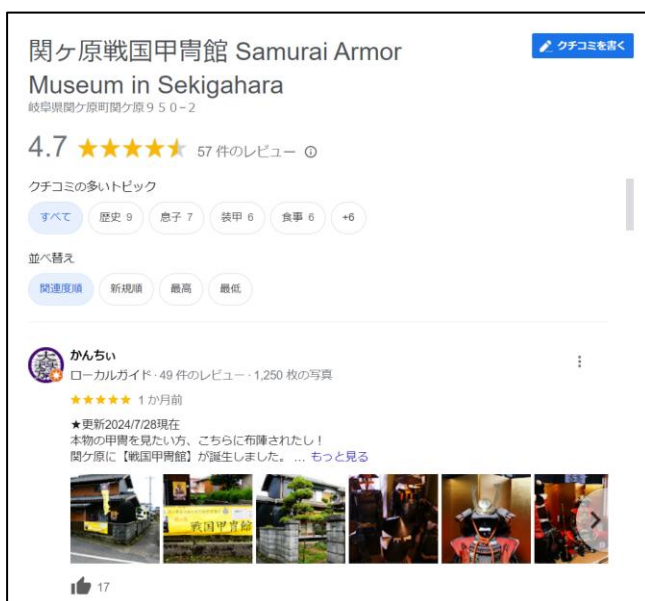 関ヶ原戦国甲冑館 Samurai Armor
Museum in Sekigahara
クチコミを書く
岐阜県関ケ原町関ケ原９５０−２
4.7 57 件のレビュー
クチコミの多いトピック
すべて 歴史 9 息子 7 装甲 6 食事 6 +6
並べ替え
関連度順 新規順 最高 最低
かんちぃ
ローカルガイド · 49 件のレビュー · 1,250 枚の写真
1 か月前
★更新2024/7/28現在
本物の甲冑を見たい方、こちらに布陣されたし！
関ケ原に【戦国甲冑館】が誕生しました。 … もっと見る
戦国甲冑館
17